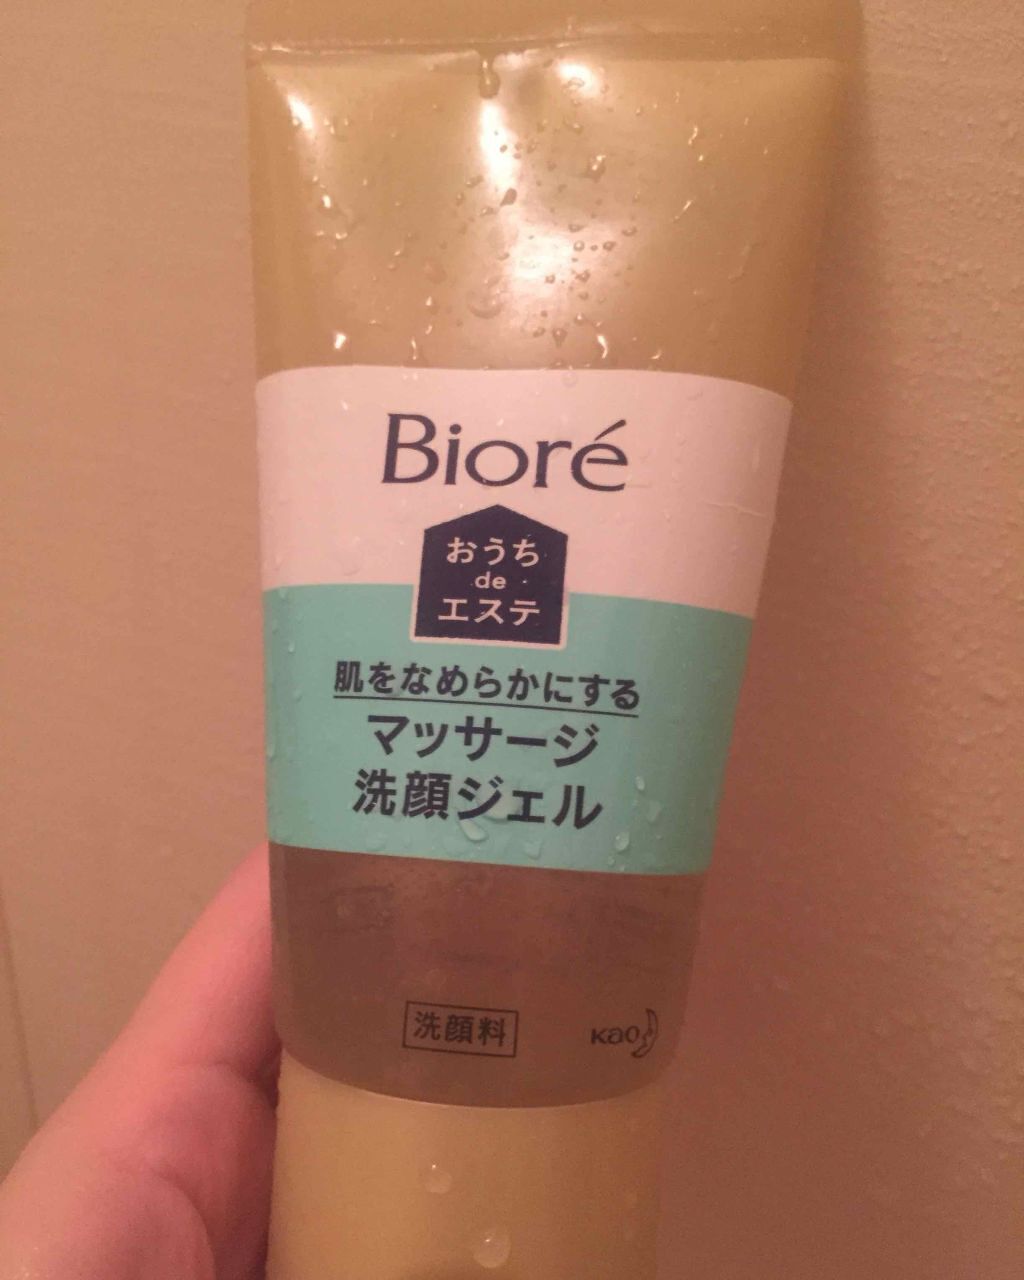 Bioré
おうち
de
エステ
肌をなめらかにする
マッサージ
洗顔ジェル
洗顔料
Kao